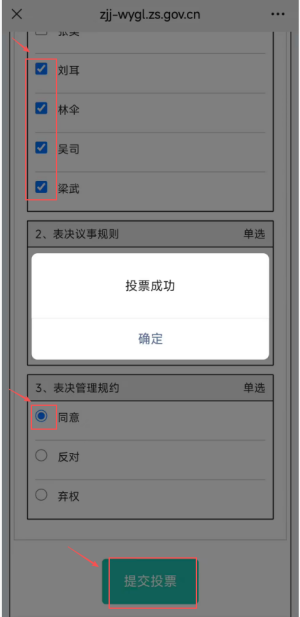 zjj-wygl.zs.gov.cn
刘耳
林伞
吴司
梁武
2、表决议事规则 单选
投票成功
确定
3、表决管理规约 单选
同意
反对
弃权
提交投票